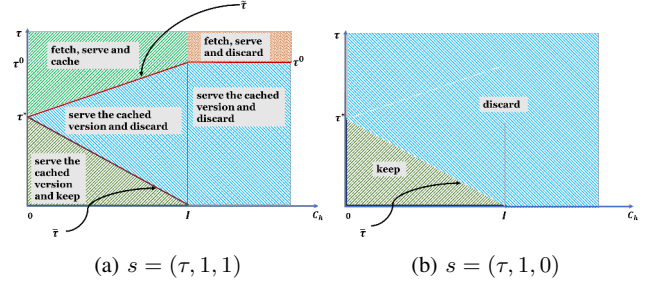 τ
τ̃
fetch, serve and
cache
fetch, serve
and discard
τ⁰
τ⁰
serve the cached
version and discard
serve the cached
version and
discard
τ*
serve the
cached
version
and keep
0
I
C_h
τ̄
(a) s = (τ, 1, 1)
τ
discard
τ*
keep
0
I
C_h
τ̄
(b) s = (τ, 1, 0)